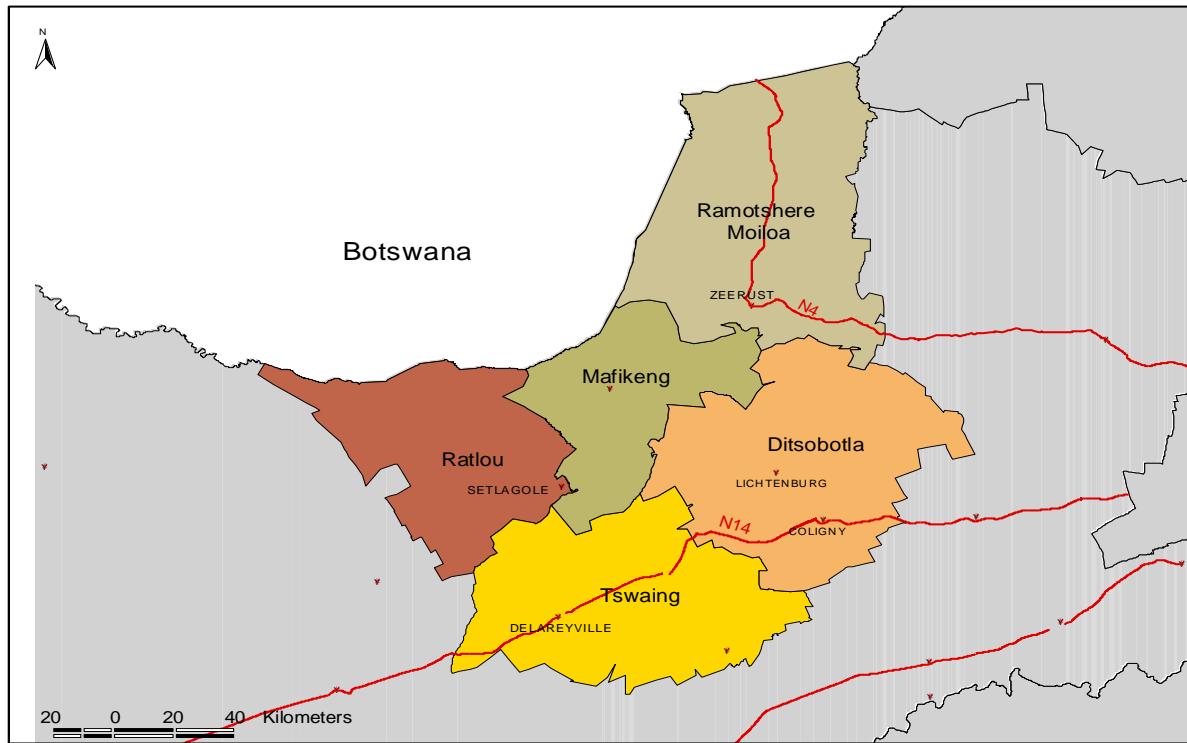 N
Ramotshere
Moiloa
Botswana
ZEERUST
N4
Mafikeng
Ditsobotla
Ratlou
SETLAGOLE
LICHTENBURG
N14
COLIGNY
Tswaing
DELAREYVILLE
20 0 20 40 Kilometers